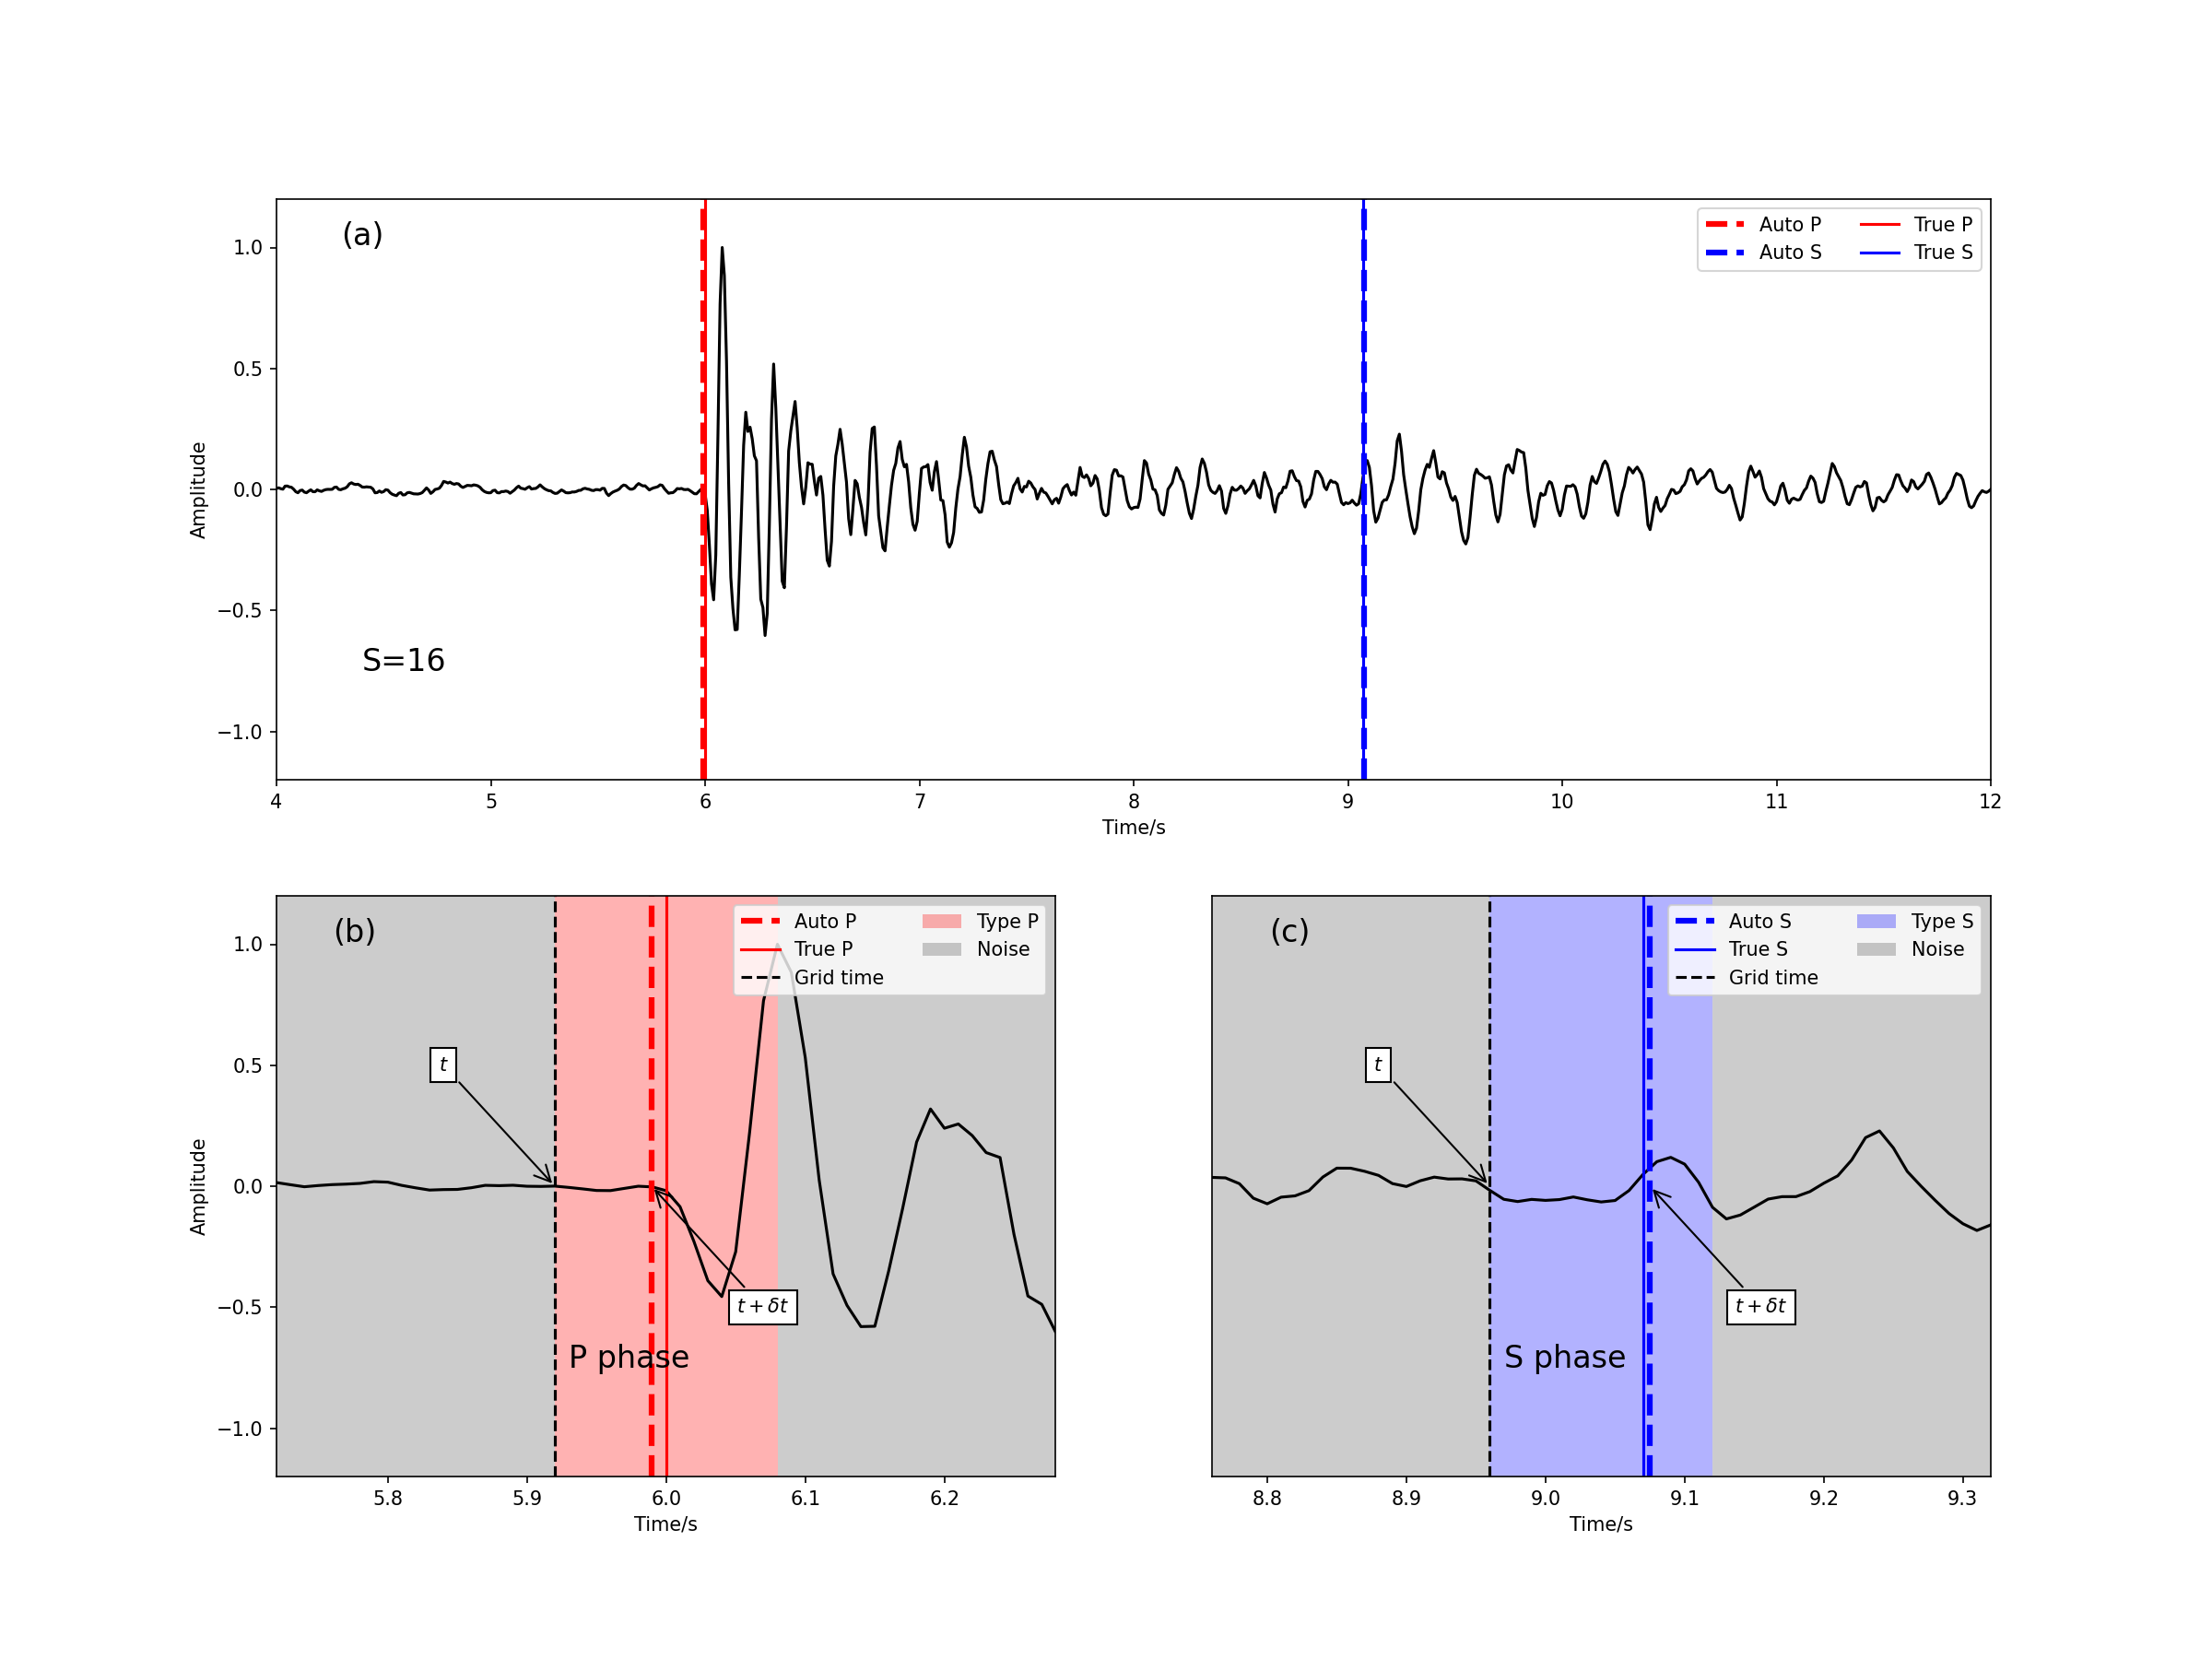 (a)
Auto P
True P
Auto S
True S
1.0
0.5
0.0
−0.5
−1.0
Amplitude
S=16
4
5
6
7
8
9
10
11
12
Time/s
(b)
Auto P
Type P
True P
Noise
Grid time
1.0
0.5
0.0
−0.5
−1.0
Amplitude
t
t + δt
P phase
5.8
5.9
6.0
6.1
6.2
Time/s
(c)
Auto S
Type S
True S
Noise
Grid time
t
t + δt
S phase
8.8
8.9
9.0
9.1
9.2
9.3
Time/s